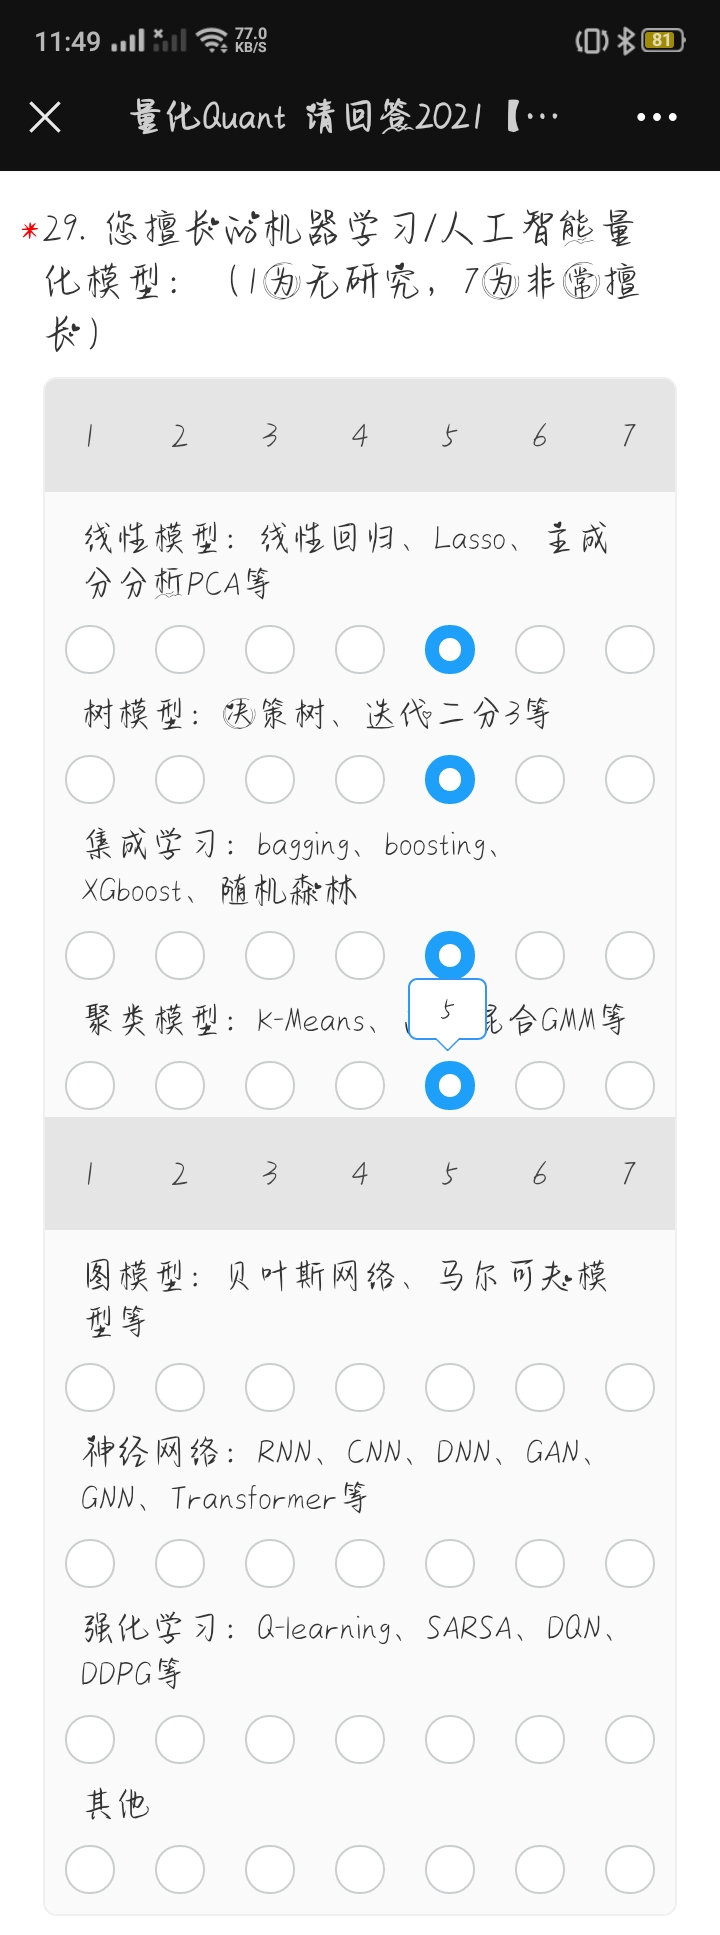 11:49 77.0 KB/S 81
量化Quant 请回答2021【…
*29. 您擅长的机器学习/人工智能量
化模型：（1为无研究，7为非常擅
长）
1 2 3 4 5 6 7
线性模型：线性回归、Lasso、主成
分分析PCA等
树模型：决策树、迭代二分3等
集成学习：bagging、boosting、
XGboost、随机森林
5
聚类模型：K-Means、 混合GMM等
1 2 3 4 5 6 7
图模型：贝叶斯网络、马尔可夫模
型等
神经网络：RNN、CNN、DNN、GAN、
GNN、Transformer等
强化学习：Q-learning、SARSA、DQN、
DDPG等
其他